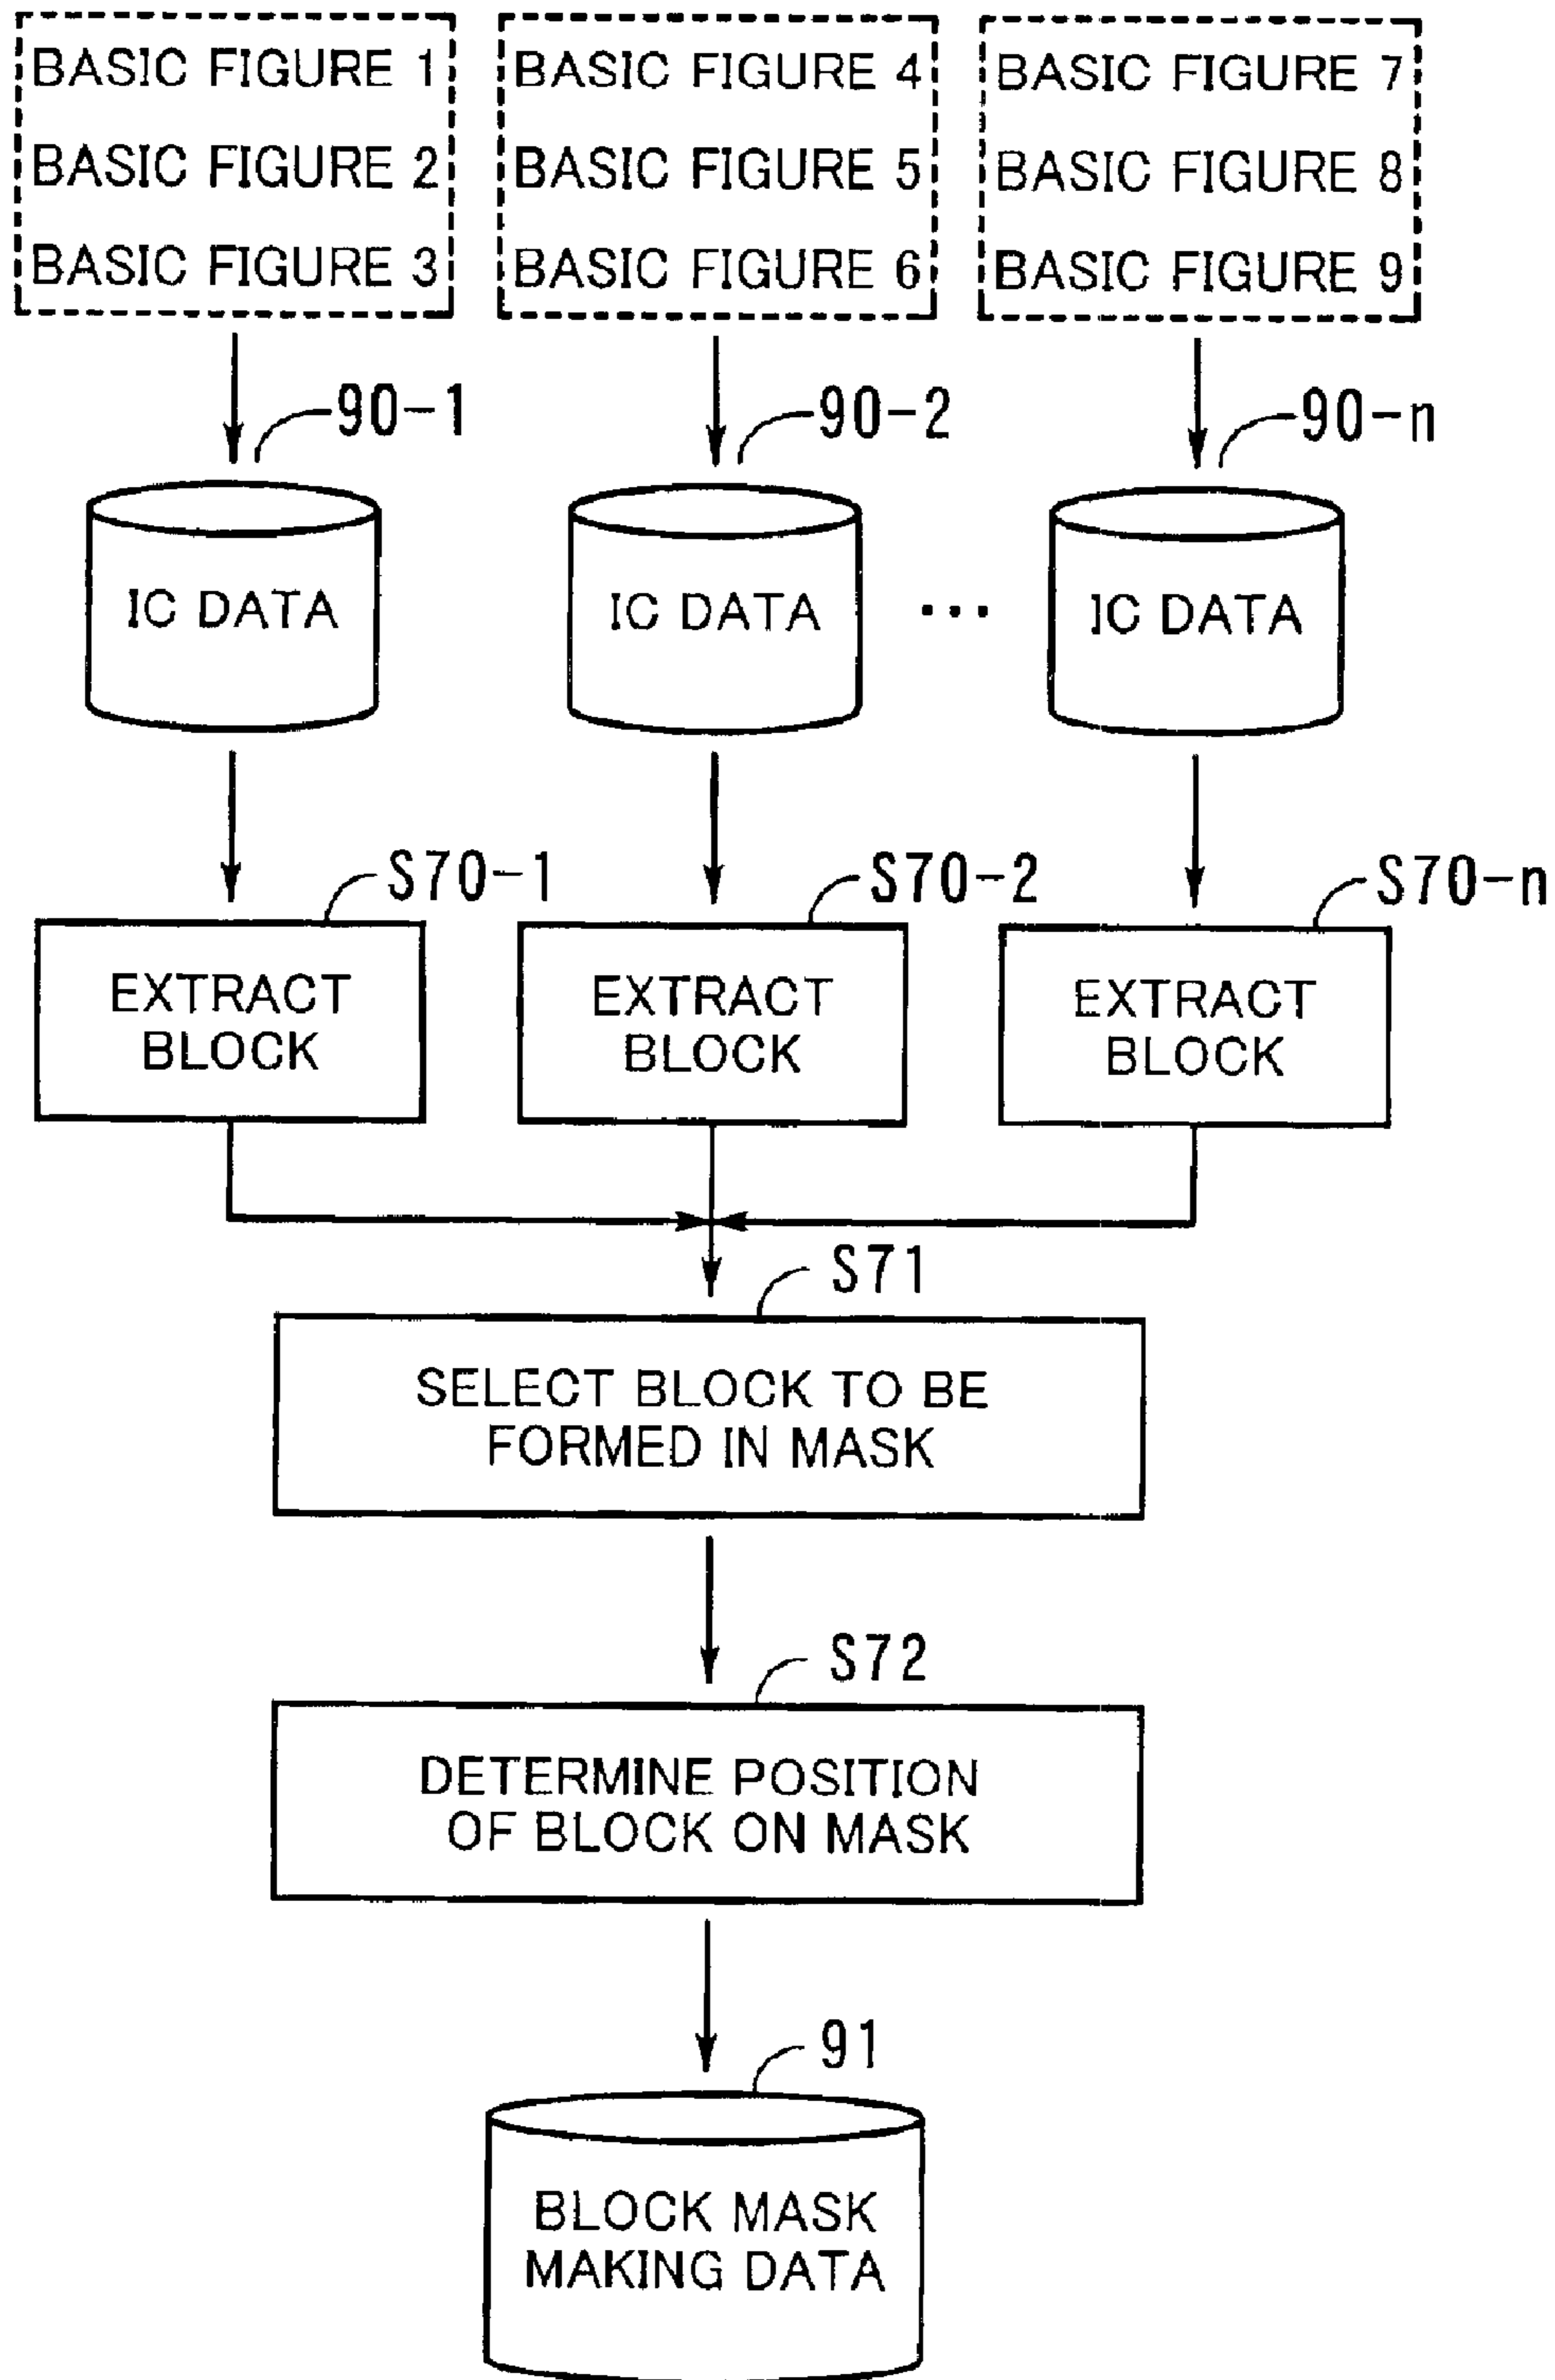 BASIC FIGURE 1
BASIC FIGURE 2
BASIC FIGURE 3
BASIC FIGURE 4
BASIC FIGURE 5
BASIC FIGURE 6
BASIC FIGURE 7
BASIC FIGURE 8
BASIC FIGURE 9
90-1
90-2
90-n
IC DATA
IC DATA
...
IC DATA
S70-1
S70-2
S70-n
EXTRACT
BLOCK
EXTRACT
BLOCK
EXTRACT
BLOCK
S71
SELECT BLOCK TO BE
FORMED IN MASK
S72
DETERMINE POSITION
OF BLOCK ON MASK
91
BLOCK MASK
MAKING DATA